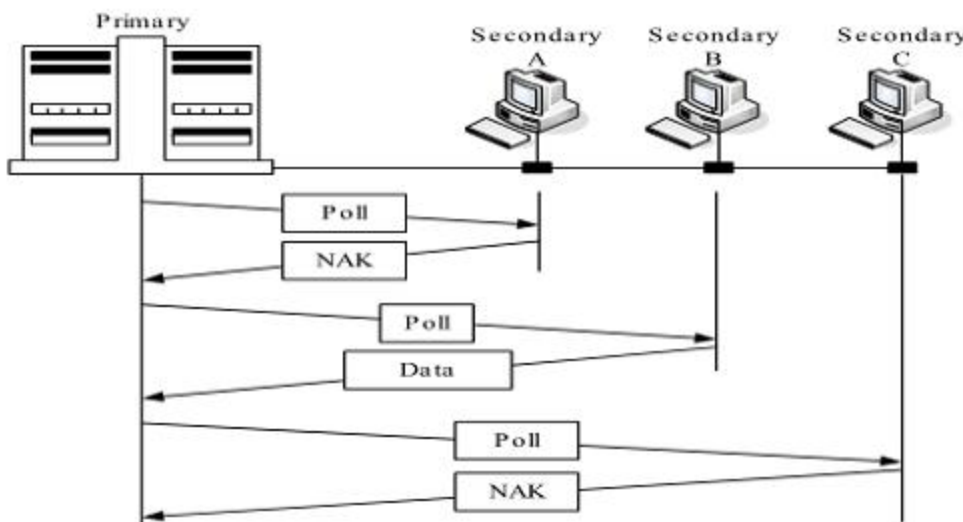 Primary
Secondary
A
Secondary
B
Secondary
C
Poll
NAK
Poll
Data
Poll
NAK